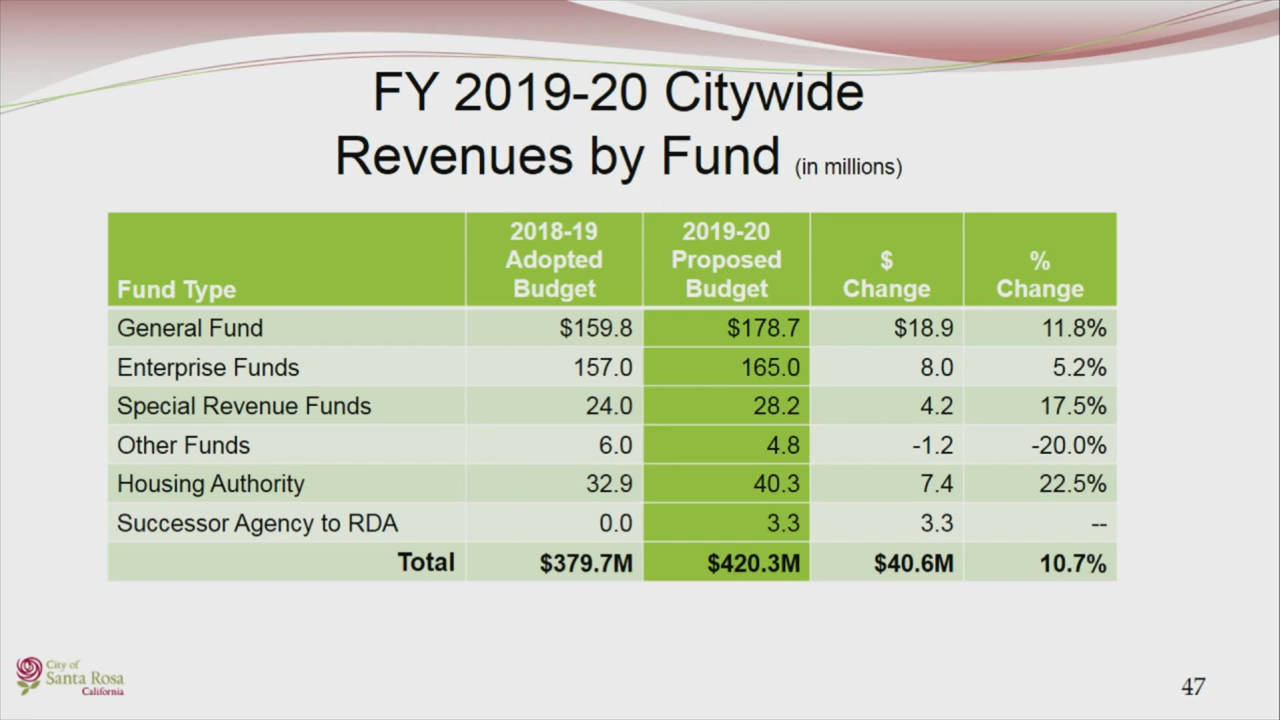 FY 2019-20 Citywide
Revenues by Fund (in millions)
Fund Type | 2018-19 Adopted Budget | 2019-20 Proposed Budget | $ Change | % Change
General Fund | $159.8 | $178.7 | $18.9 | 11.8%
Enterprise Funds | 157.0 | 165.0 | 8.0 | 5.2%
Special Revenue Funds | 24.0 | 28.2 | 4.2 | 17.5%
Other Funds | 6.0 | 4.8 | -1.2 | -20.0%
Housing Authority | 32.9 | 40.3 | 7.4 | 22.5%
Successor Agency to RDA | 0.0 | 3.3 | 3.3 | --
Total | $379.7M | $420.3M | $40.6M | 10.7%
City of
Santa Rosa
California
47